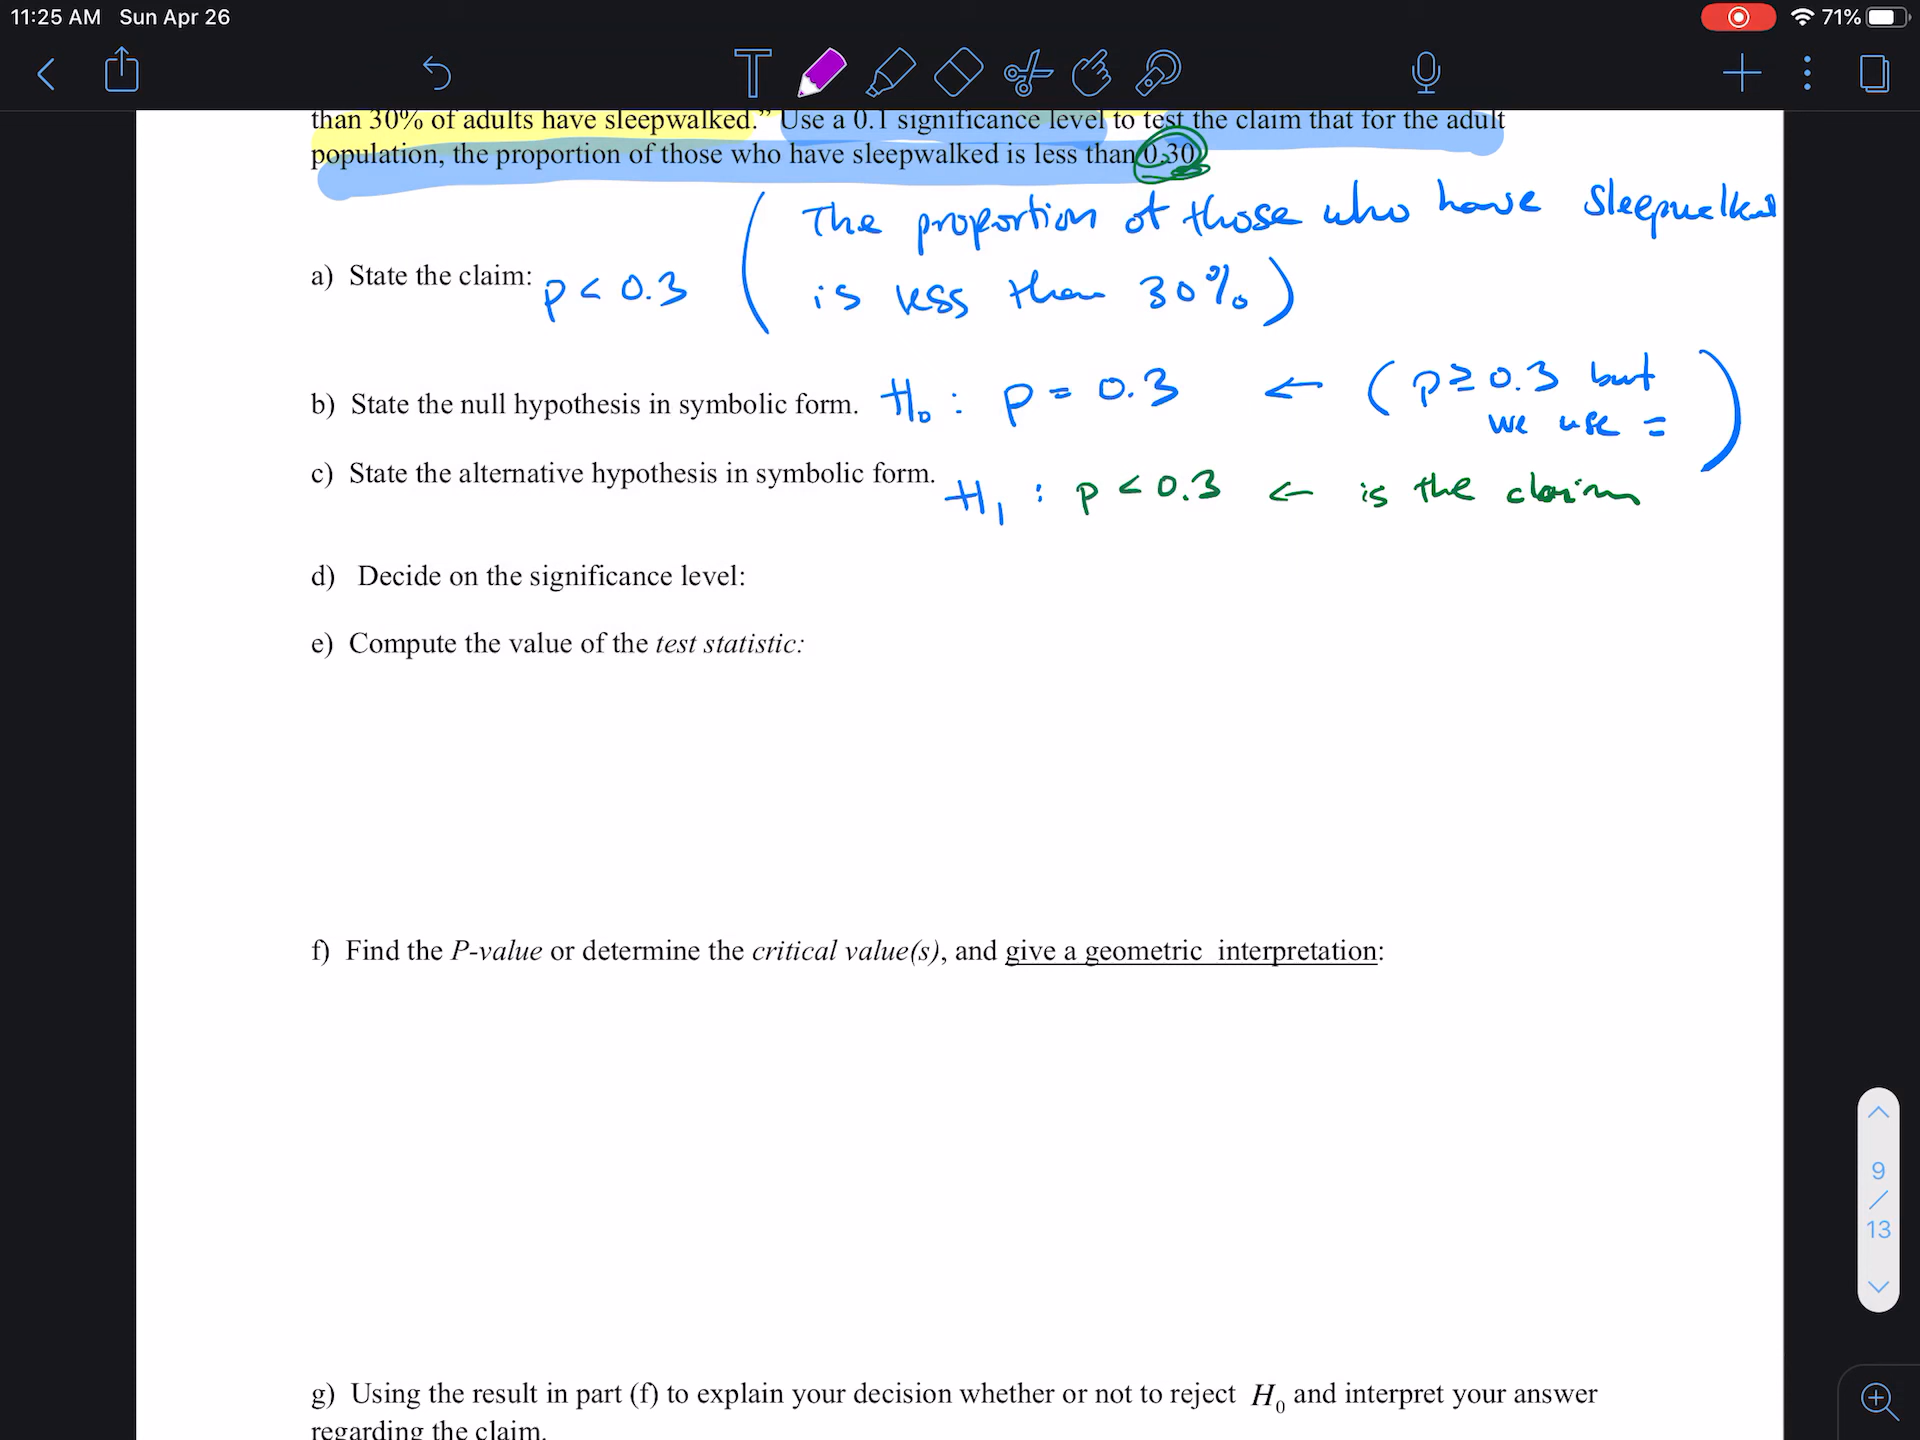 11:25 AM Sun Apr 26
71%
than 30% of adults have sleepwalked.” Use a 0.1 significance level to test the claim that for the adult
population, the proportion of those who have sleepwalked is less than 0.30
(The proportion of those who have sleepwalked
a) State the claim: p < 0.3
is less than 30%)
b) State the null hypothesis in symbolic form. H₀ : p = 0.3 ← (p ≥ 0.3 but
we use = )
c) State the alternative hypothesis in symbolic form. H₁ : p < 0.3 ← is the claim
d) Decide on the significance level:
e) Compute the value of the test statistic:
f) Find the P-value or determine the critical value(s), and give a geometric interpretation:
9
/
13
g) Using the result in part (f) to explain your decision whether or not to reject H₀ and interpret your answer
regarding the claim.